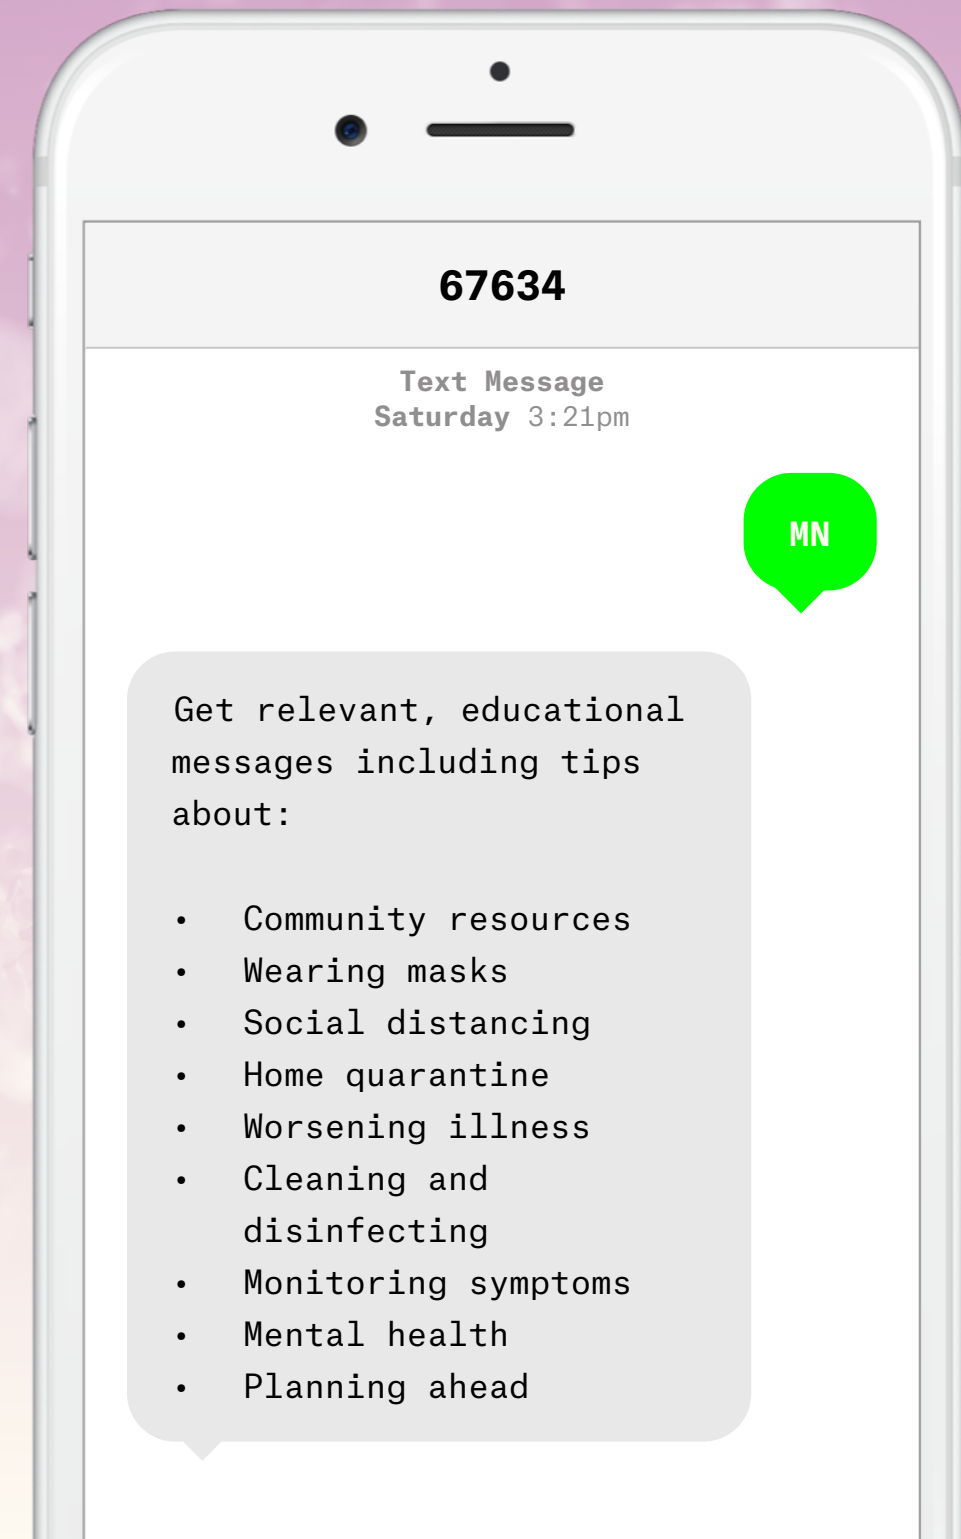 67634
Text Message
Saturday 3:21pm
MN
Get relevant, educational
messages including tips
about:
• Community resources
• Wearing masks
• Social distancing
• Home quarantine
• Worsening illness
• Cleaning and
disinfecting
• Monitoring symptoms
• Mental health
• Planning ahead